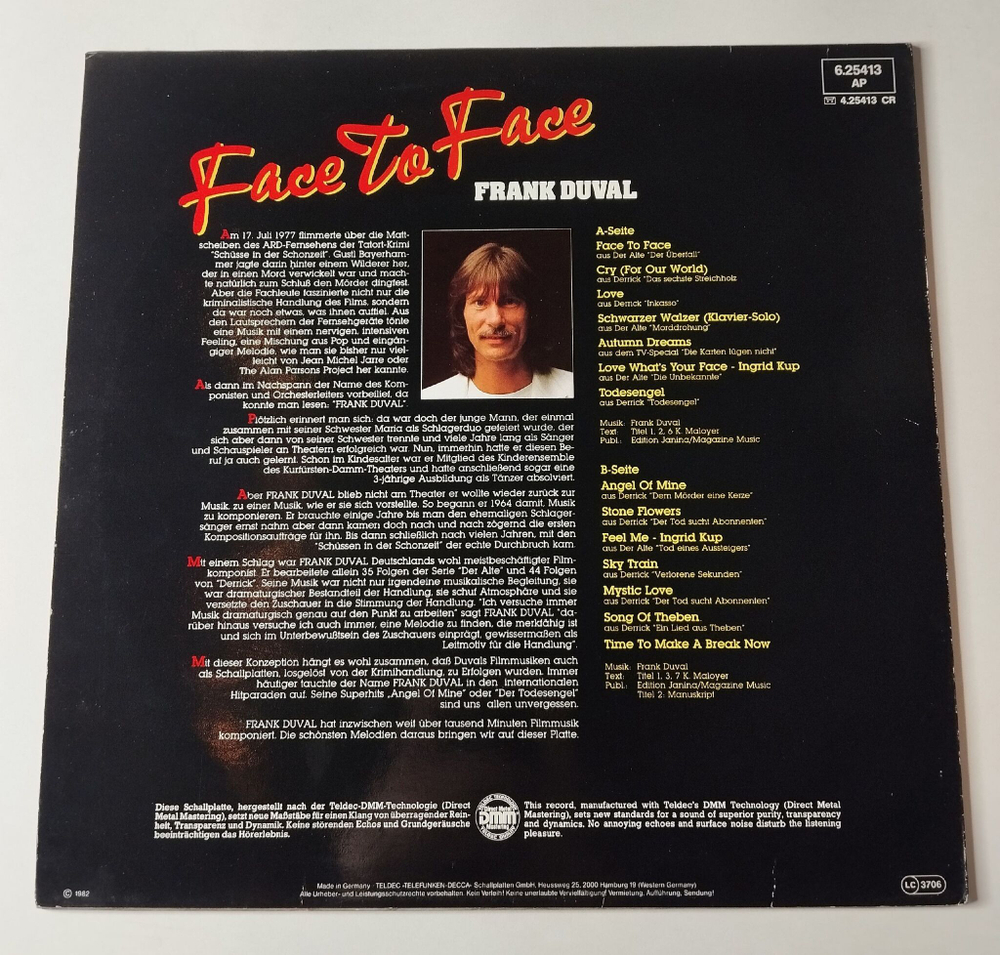 6.25413
AP
4.25413 CR
Face To Face
FRANK DUVAL
Am 17. Juli 1977 flimmerte über die Matt-
scheiben des ARD-Fernsehens der Tatort-Krimi
"Schüsse in der Schonzeit". Gustl Bayerham-
mer jagte darin hinter einem Wilderer her,
der in einen Mord verwickelt war und mach-
te natürlich zum Schluß den Mörder dingfest.
Aber die Fachleute faszinierte nicht nur die
kriminalistische Handlung des Films, sondern
da war noch etwas, was ihnen auffiel. Aus
den Lautsprechern der Fernsehgeräte tönte
eine Musik mit einem nervigen, intensiven
Feeling, eine Mischung aus Pop und eingän-
giger Melodie, wie man sie bisher nur viel-
leicht von Jean Michel Jarre oder
The Alan Parsons Project her kannte.
Als dann im Nachspann der Name des Kom-
ponisten und Orchesterleiters vorbeilief, da
konnte man lesen: "FRANK DUVAL".
Plötzlich erinnert man sich: da war doch der junge Mann, der einmal
zusammen mit seiner Schwester Maria als Schlagerduo gefeiert wurde, der
sich aber dann von seiner Schwester trennte und viele Jahre lang als Sänger
und Schauspieler an Theatern erfolgreich war. Nun, immerhin hatte er diesen Be-
ruf ja auch gelernt. Schon im Kindesalter war er Mitglied des Kinderensemble
des Kurfürsten-Damm-Theaters und hatte anschließend sogar eine
3-jährige Ausbildung als Tänzer absolviert.
Aber FRANK DUVAL blieb nicht am Theater er wollte wieder zurück zur
Musik, zu einer Musik, wie er sie sich vorstellte. So begann er 1964 damit, Musik
zu komponieren. Er brauchte einige Jahre bis man den ehemaligen Schlager-
sänger ernst nahm aber dann kamen doch nach und nach zögernd die ersten
Kompositionsaufträge für ihn. Bis dann schließlich nach vielen Jahren, mit den
"Schüssen in der Schonzeit" der echte Durchbruch kam.
Mit einem Schlag war FRANK DUVAL Deutschlands wohl meistbeschäftigter Film-
komponist. Er bearbeitete allein 35 Folgen der Serie "Der Alte" und 44 Folgen
von "Derrick". Seine Musik war nicht nur irgendeine musikalische Begleitung, sie
war dramaturgischer Bestandteil der Handlung, sie schuf Atmosphäre und sie
versetzte den Zuschauer in die Stimmung der Handlung. "Ich versuche immer
Musik dramaturgisch genau auf den Punkt zu arbeiten" sagt FRANK DUVAL "da-
rüber hinaus versuche ich auch immer, eine Melodie zu finden, die merkfähig ist
und sich im Unterbewußtsein des Zuschauers einprägt, gewissermaßen als
Leitmotiv für die Handlung".
Mit dieser Konzeption hängt es wohl zusammen, daß Duvals Filmmusiken auch
als Schallplatten, losgelöst von der Krimihandlung, zu Erfolgen wurden. Immer
häufiger tauchte der Name FRANK DUVAL in den internationalen
Hitparaden auf. Seine Superhits „Angel Of Mine" oder "Der Todesengel"
sind uns allen unvergessen.
FRANK DUVAL hat inzwischen weil über tausend Minuten Filmmusik
komponiert. Die schönsten Melodien daraus bringen wir auf dieser Platte.
A-Seite
Face To Face
aus Der Alte "Der Überfall"
Cry (For Our World)
aus Derrick "Das sechste Streichholz
Love
aus Derrick "Inkasso"
Schwarzer Walzer (Klavier-Solo)
aus Der Alte "Morddrohung"
Autumn Dreams
aus dem TV-Special "Die Karten lügen nicht"
Love What's Your Face - Ingrid Kup
aus Der Alte "Die Unbekannte"
Todesengel
aus Derrick "Todesengel"
Musik: Frank Duval
Text: Titel 1, 2, 6 K. Maloyer
Publ.: Edition Janina/Magazine Music
B-Seite
Angel Of Mine
aus Derrick "Dem Mörder eine Kerze"
Stone Flowers
aus Derrick "Der Tod sucht Abonnenten"
Feel Me - Ingrid Kup
aus Der Alte "Tod eines Aussteigers"
Sky Train
aus Derrick "Verlorene Sekunden"
Mystic Love
aus Derrick "Der Tod sucht Abonnenten"
Song Of Theben
aus Derrick "Ein Lied aus Theben"
Time To Make A Break Now
Musik: Frank Duval
Text: Titel 1, 3, 7 K. Maloyer
Publ.: Edition Janina/Magazine Music
Titel 2: Manuskript
Diese Schallplatte, hergestellt nach der Teldec-DMM-Technologie (Direct
Metal Mastering), setzt neue Maßstäbe für einen Klang von überragender Rein-
heit, Transparenz und Dynamik. Keine störenden Echos und Grundgeräusche
beeinträchtigen das Hörerlebnis.
Direct Metal
DMM
Mastering
This record, manufactured with Teldec's DMM Technology (Direct Metal
Mastering), sets new standards for a sound of superior purity, transparency
and dynamics. No annoying echoes and surface noise disturb the listening
pleasure.
© 1982
Made in Germany · TELDEC ·TELEFUNKEN-DECCA· Schallplatten GmbH, Heussweg 25, 2000 Hamburg 19 (Western Germany)
Alle Urheber- und Leistungsschutzrechte vorbehalten. Kein Verleih! Keine unerlaubte Vervielfältigung, Vermietung, Aufführung, Sendung!
LC 3706